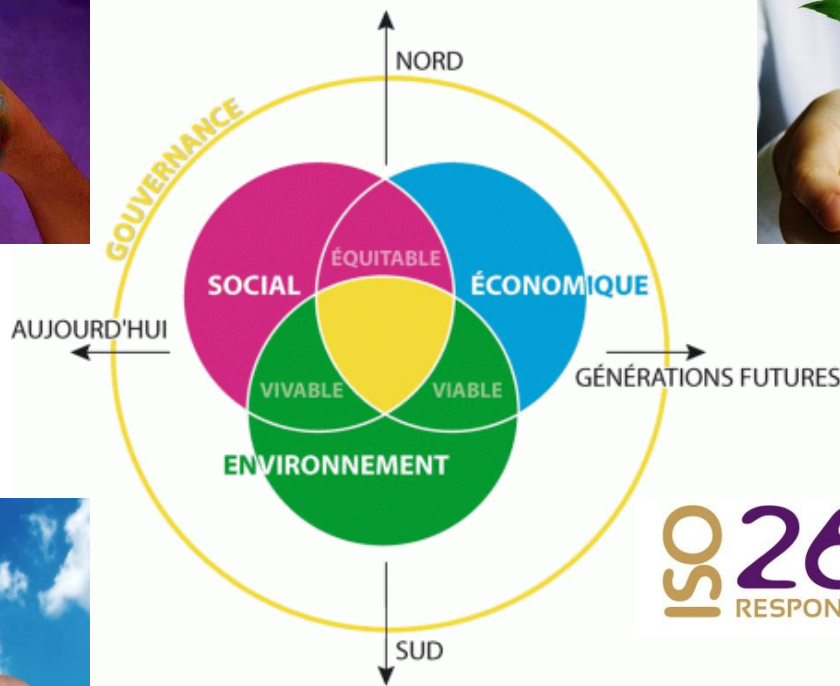 NORD
GOUVERNANCE
ÉQUITABLE
SOCIAL
ÉCONOMIQUE
AUJOURD'HUI
GÉNÉRATIONS FUTURES
VIVABLE
VIABLE
ENVIRONNEMENT
ISO 26
RESPON
SUD